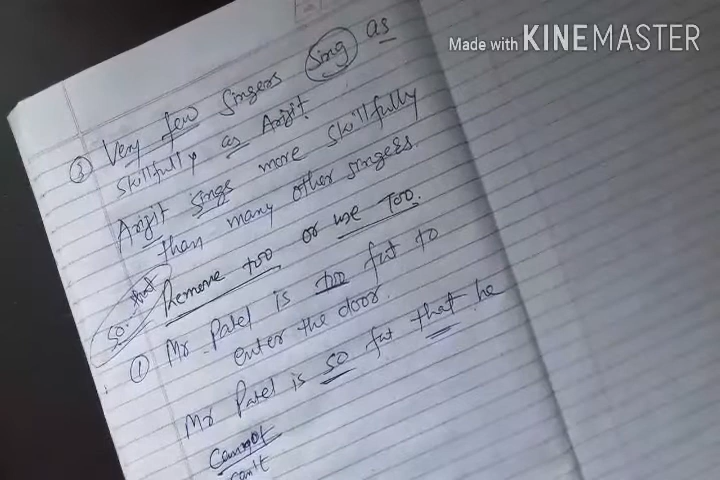 Made with KINEMASTER
③ Very few singers sing as
skillfully as Arijit.
Arijit sings more skillfully
than many other singers.
so.. that
Remove too or use Too.
① Mr Patel is too fat to
enter the door.
Mr Patel is so fat that he
cannot
can't